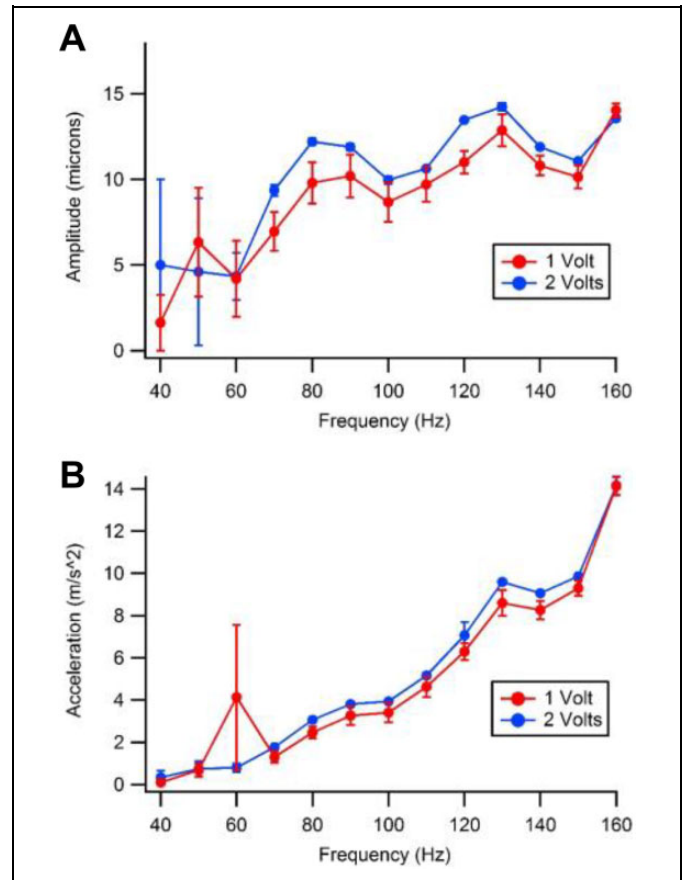 A
15
10
5
0
Amplitude (microns)
1 Volt
2 Volts
40 60 80 100 120 140 160
Frequency (Hz)
B
14
12
10
8
6
4
2
0
Acceleration (m/s^2)
1 Volt
2 Volts
40 60 80 100 120 140 160
Frequency (Hz)